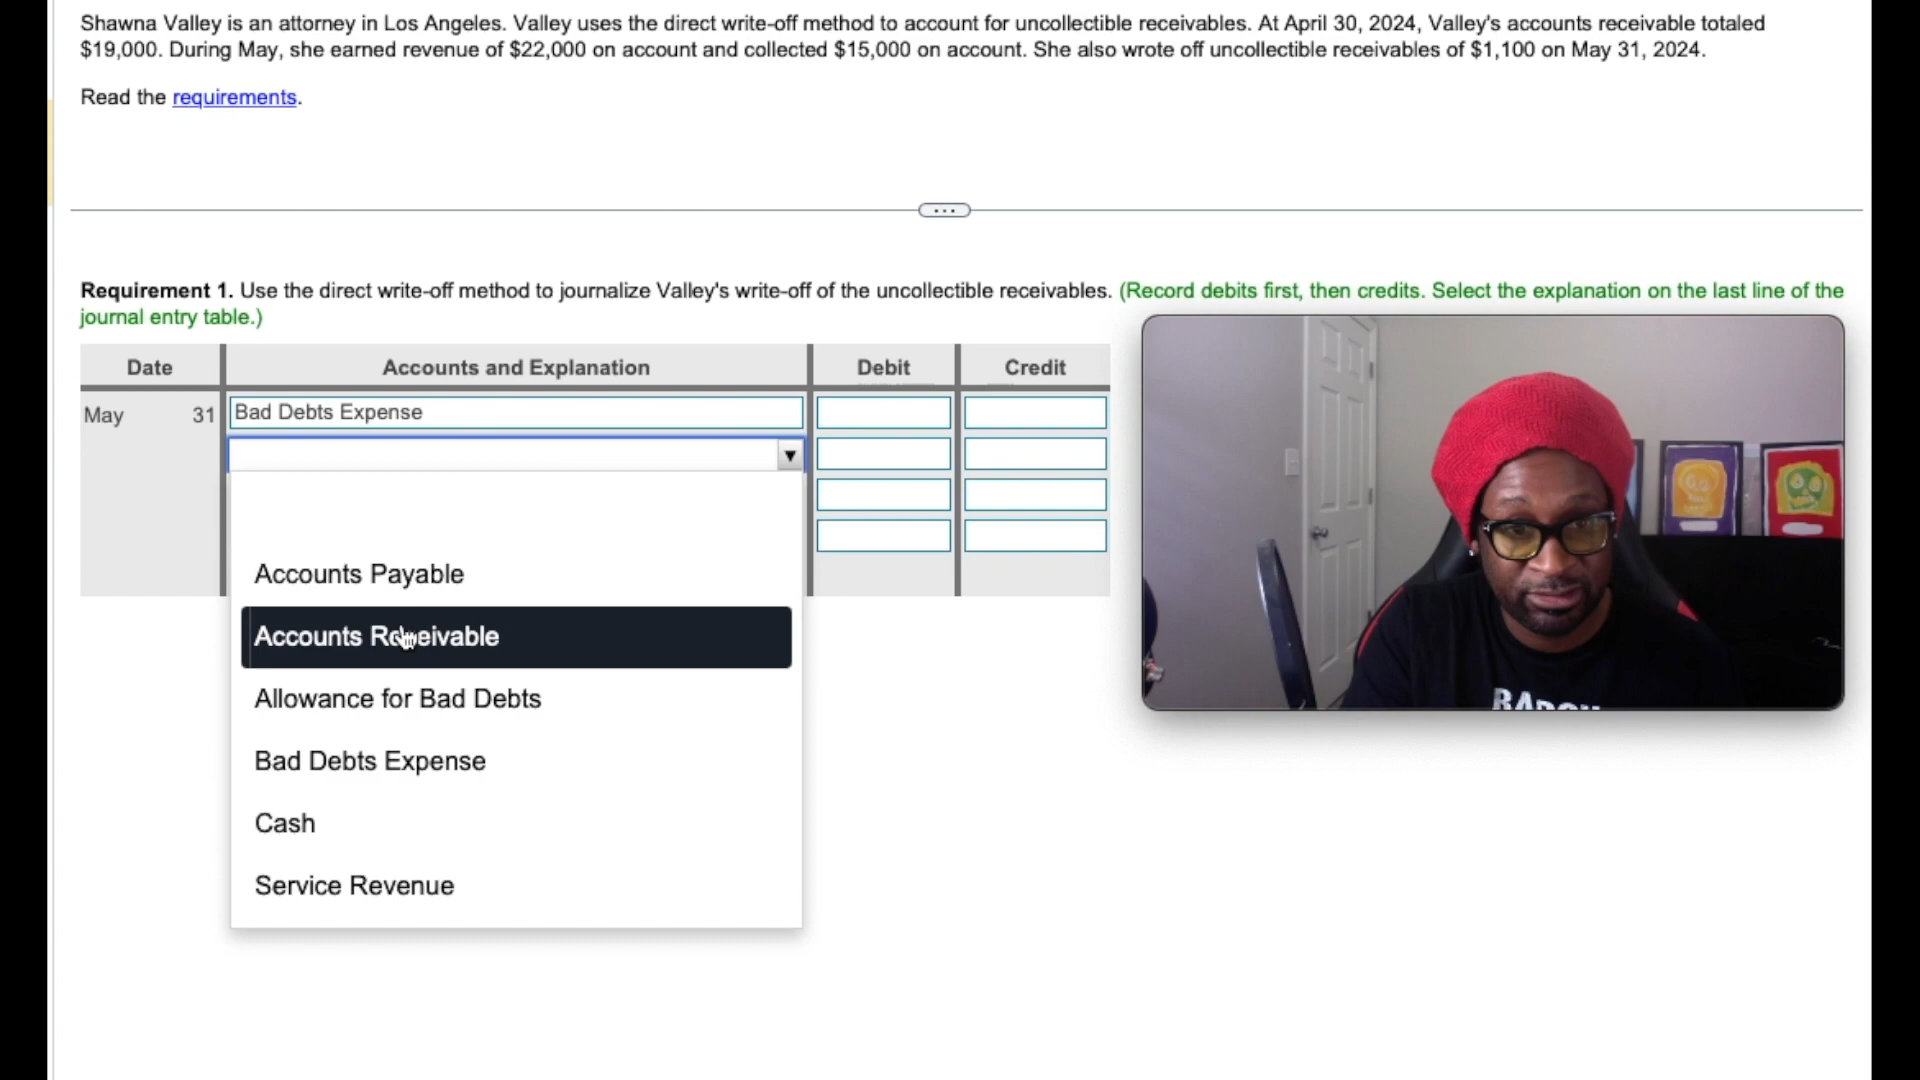 Shawna Valley is an attorney in Los Angeles. Valley uses the direct write-off method to account for uncollectible receivables. At April 30, 2024, Valley's accounts receivable totaled
$19,000. During May, she earned revenue of $22,000 on account and collected $15,000 on account. She also wrote off uncollectible receivables of $1,100 on May 31, 2024.
Read the requirements.
Requirement 1. Use the direct write-off method to journalize Valley's write-off of the uncollectible receivables. (Record debits first, then credits. Select the explanation on the last line of the
journal entry table.)
Date Accounts and Explanation Debit Credit
May 31 Bad Debts Expense
Accounts Payable
Accounts Receivable
Allowance for Bad Debts
Bad Debts Expense
Cash
Service Revenue